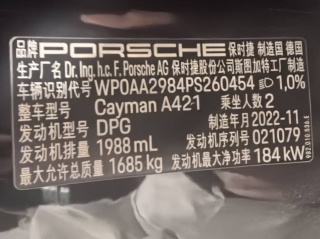 品牌 PORSCHE 保时捷 制造国 德国
生产厂名 Dr. Ing. h.c. F. Porsche AG 保时捷股份公司斯图加特工厂制造
车辆识别代号 WP0AA2984PS260454 1,0%
整车型号 Cayman A421 乘坐人数 2
发动机型号 DPG 制造年月 2022-11
发动机排量 1988 mL 发动机序列号 021079
最大允许总质量 1685 kg 发动机最大净功率 184 kW